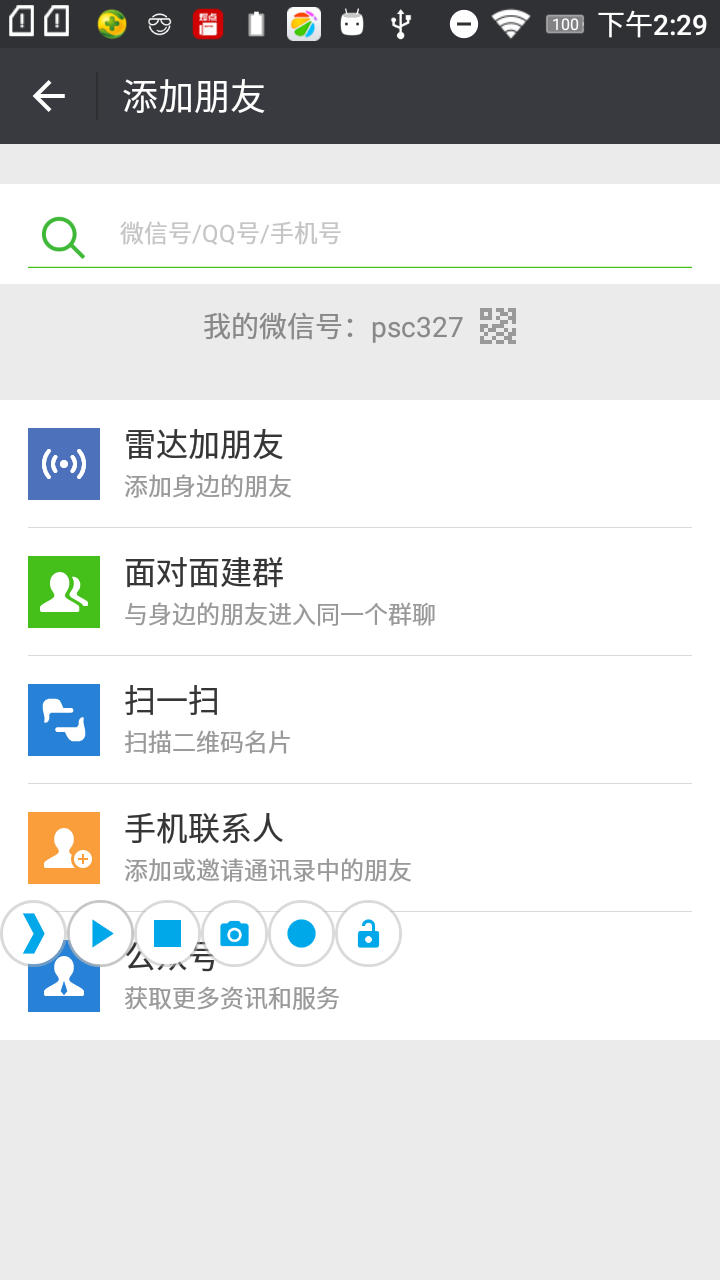 100 下午2:29
添加朋友
微信号/QQ号/手机号
我的微信号：psc327
雷达加朋友
添加身边的朋友
面对面建群
与身边的朋友进入同一个群聊
扫一扫
扫描二维码名片
手机联系人
添加或邀请通讯录中的朋友
公众号
获取更多资讯和服务